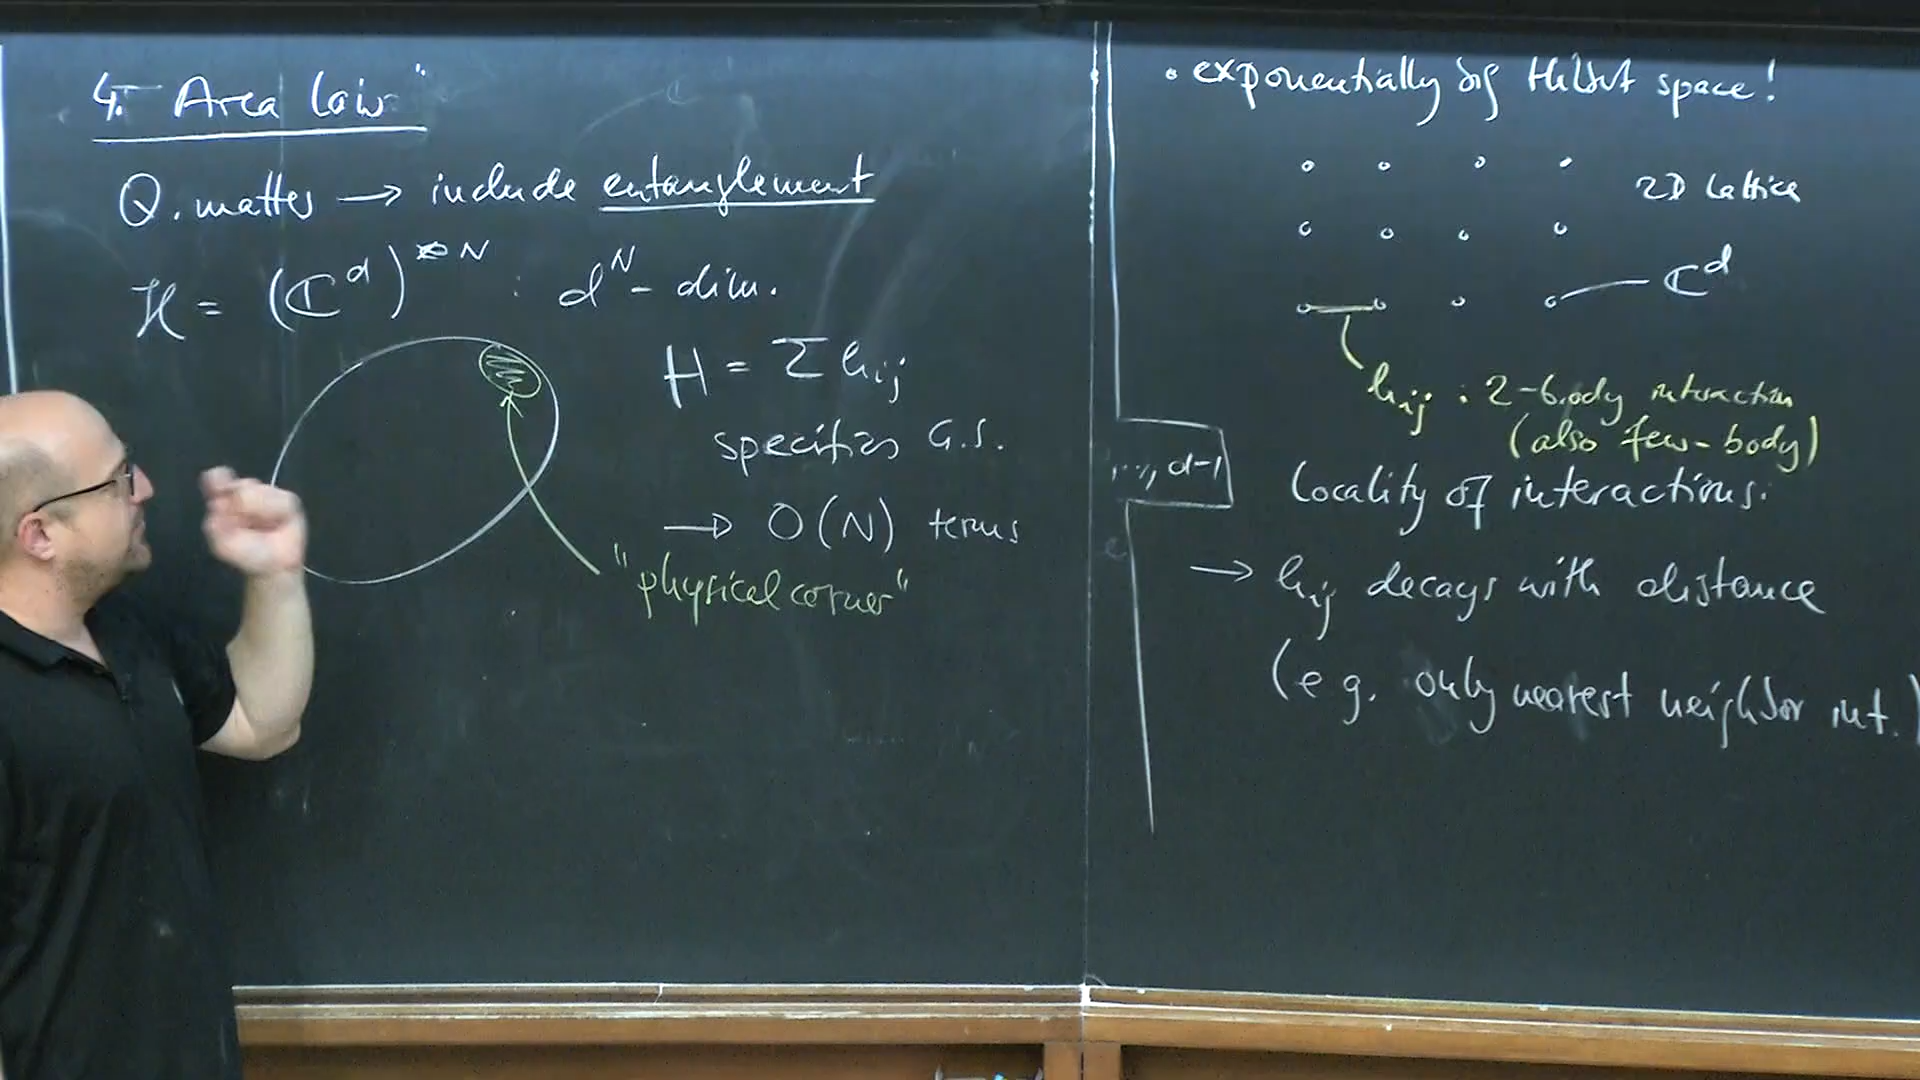 4. Area law
Q. matter → include entanglement
ℋ = (ℂ^d)^⊗N : d^N - dim.
H = Σ h_ij
specifies G.S.
→ O(N) terms
"physical corner"
• exponentially big Hilbert space!
2D lattice
ℂ^d
h_ij : 2-body interaction
(also few-body)
..., d-1
Locality of interactions:
→ h_ij decays with distance
(e.g. only nearest neighbor int.)